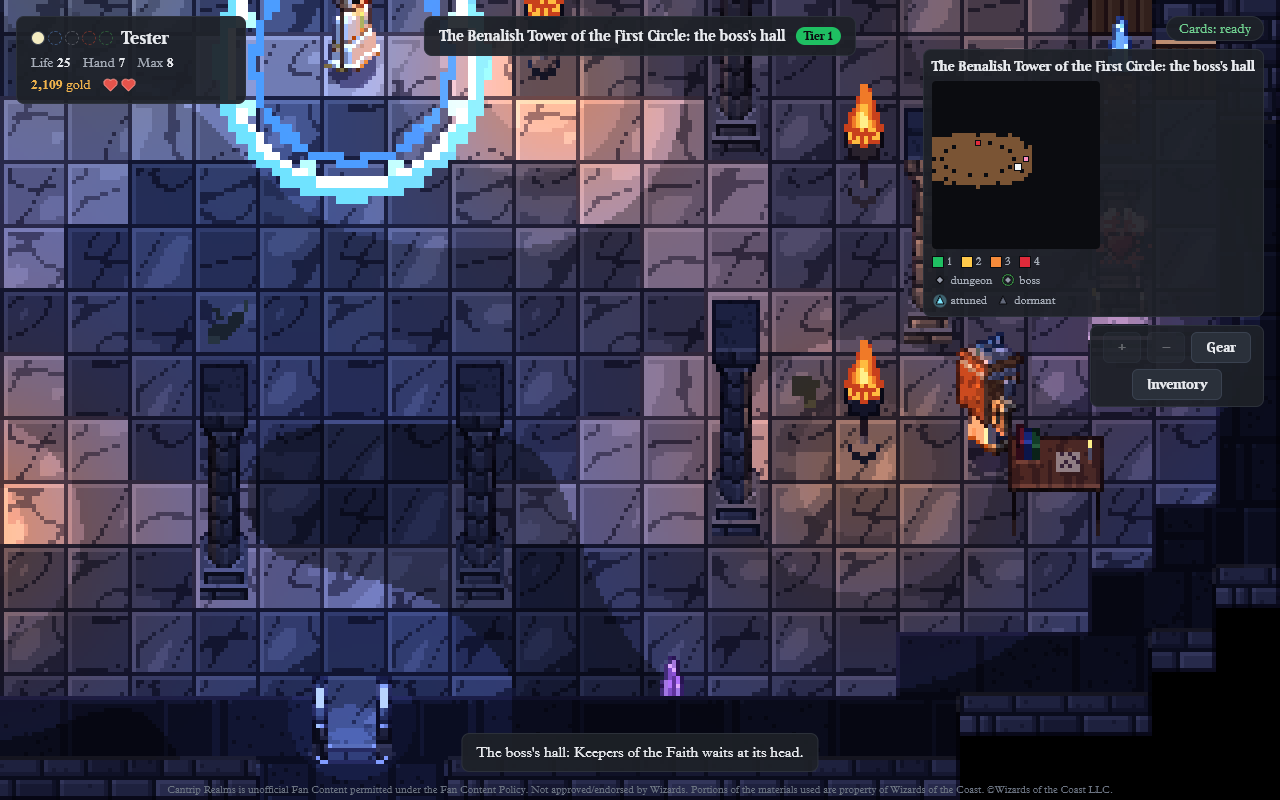 Tester
Life 25 Hand 7 Max 8
2,109 gold
The Benalish Tower of the First Circle: the boss's hall Tier 1
Cards: ready
The Benalish Tower of the First Circle: the boss's hall
1 2 3 4
dungeon boss
attuned dormant
+ − Gear
Inventory
The boss's hall: Keepers of the Faith waits at its head.
Cantrip Realms is unofficial Fan Content permitted under the Fan Content Policy. Not approved/endorsed by Wizards. Portions of the materials used are property of Wizards of the Coast. ©Wizards of the Coast LLC.